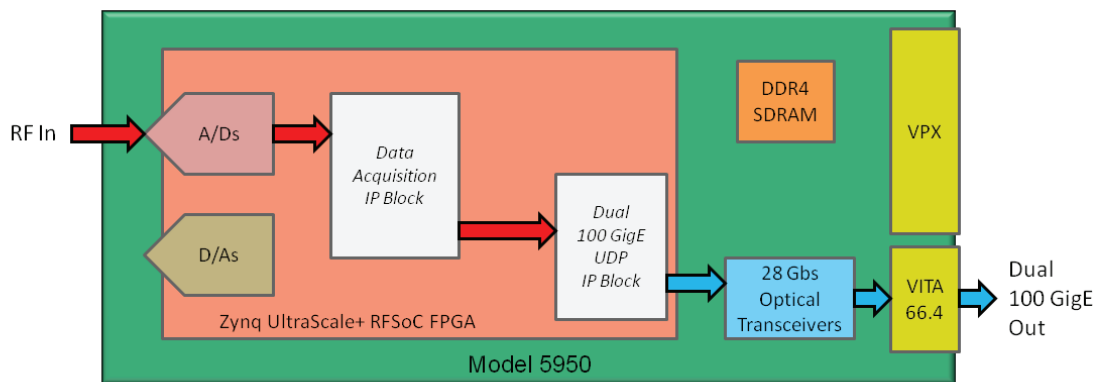 RF In
A/Ds
Data
Acquisition
IP Block
D/As
Dual
100 GigE
UDP
IP Block
Zynq UltraScale+ RFSoC FPGA
DDR4
SDRAM
28 Gbs
Optical
Transceivers
VPX
VITA
66.4
Dual
100 GigE
Out
Model 5950